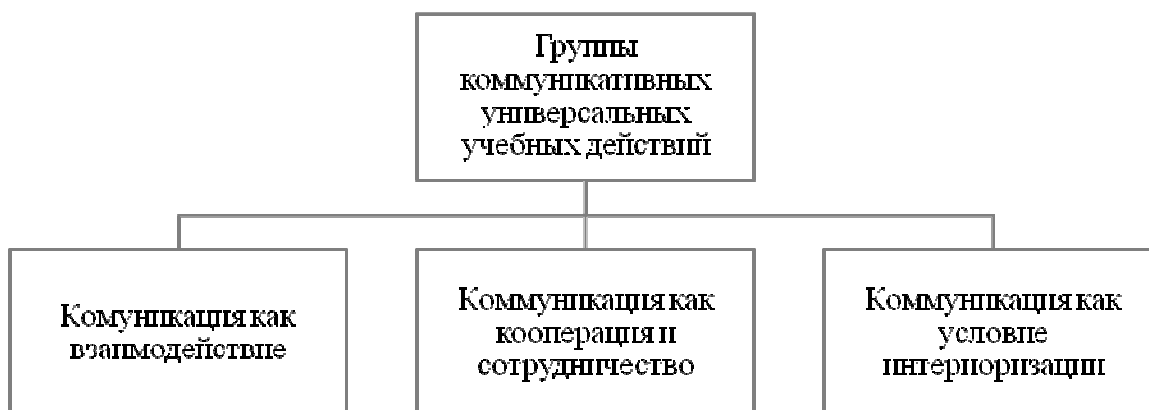 Группы
коммуникативных
универсальных
учебных действий
Комуникация как
взаимодействие
Коммуникация как
кооперация и
сотрудничество
Коммуникация как
условие
интериоризации